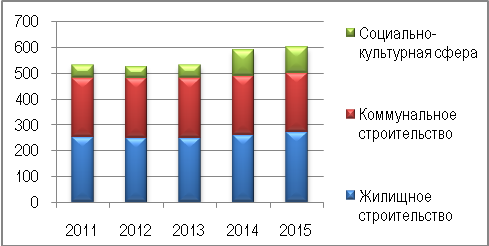 700
600
500
400
300
200
100
0
2011 2012 2013 2014 2015
Социально-
культурная сфера
Коммунальное
строительство
Жилищное
строительство